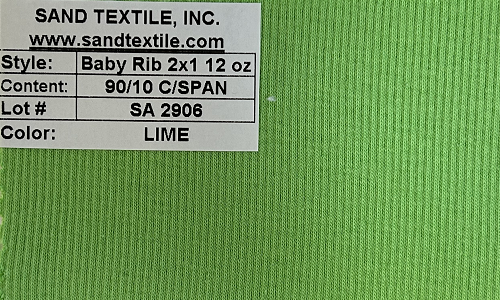 SAND TEXTILE, INC.
www.sandtextile.com
Style: Baby Rib 2x1 12 oz
Content: 90/10 C/SPAN
Lot # SA 2906
Color: LIME